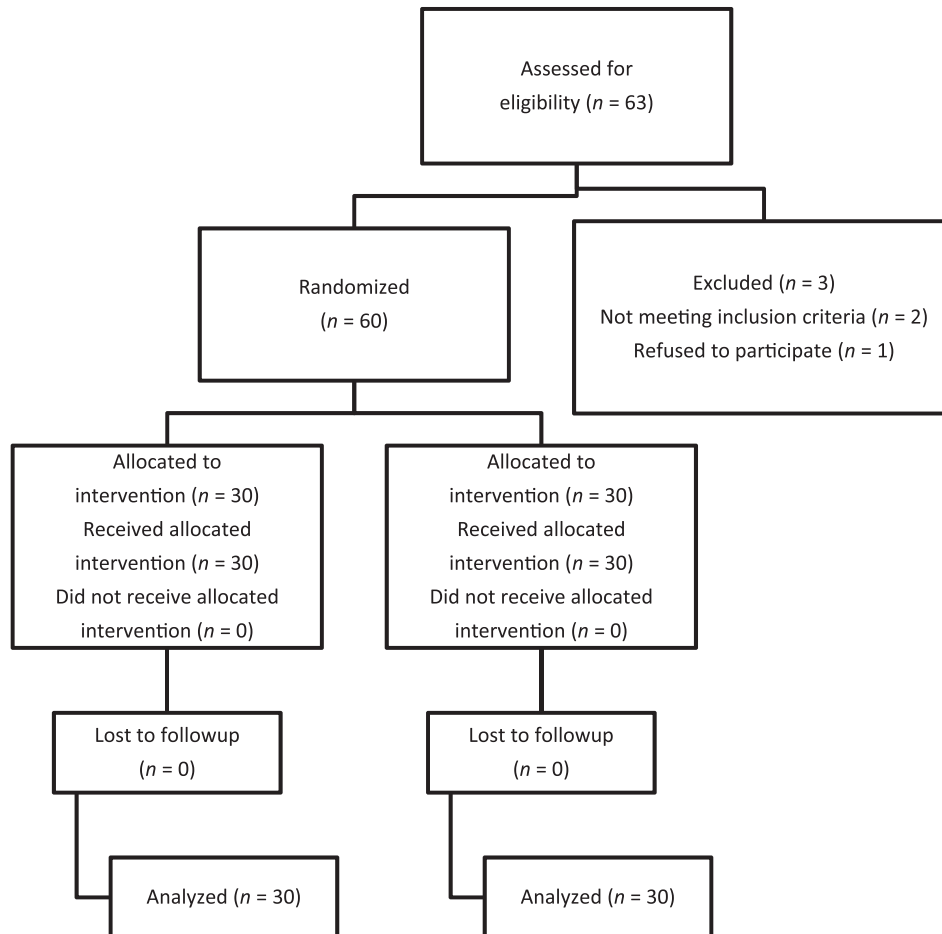 Assessed for
eligibility (n = 63)
Randomized
(n = 60)
Excluded (n = 3)
Not meeting inclusion criteria (n = 2)
Refused to participate (n = 1)
Allocated to
intervention (n = 30)
Received allocated
intervention (n = 30)
Did not receive allocated
intervention (n = 0)
Allocated to
intervention (n = 30)
Received allocated
intervention (n = 30)
Did not receive allocated
intervention (n = 0)
Lost to followup
(n = 0)
Lost to followup
(n = 0)
Analyzed (n = 30)
Analyzed (n = 30)